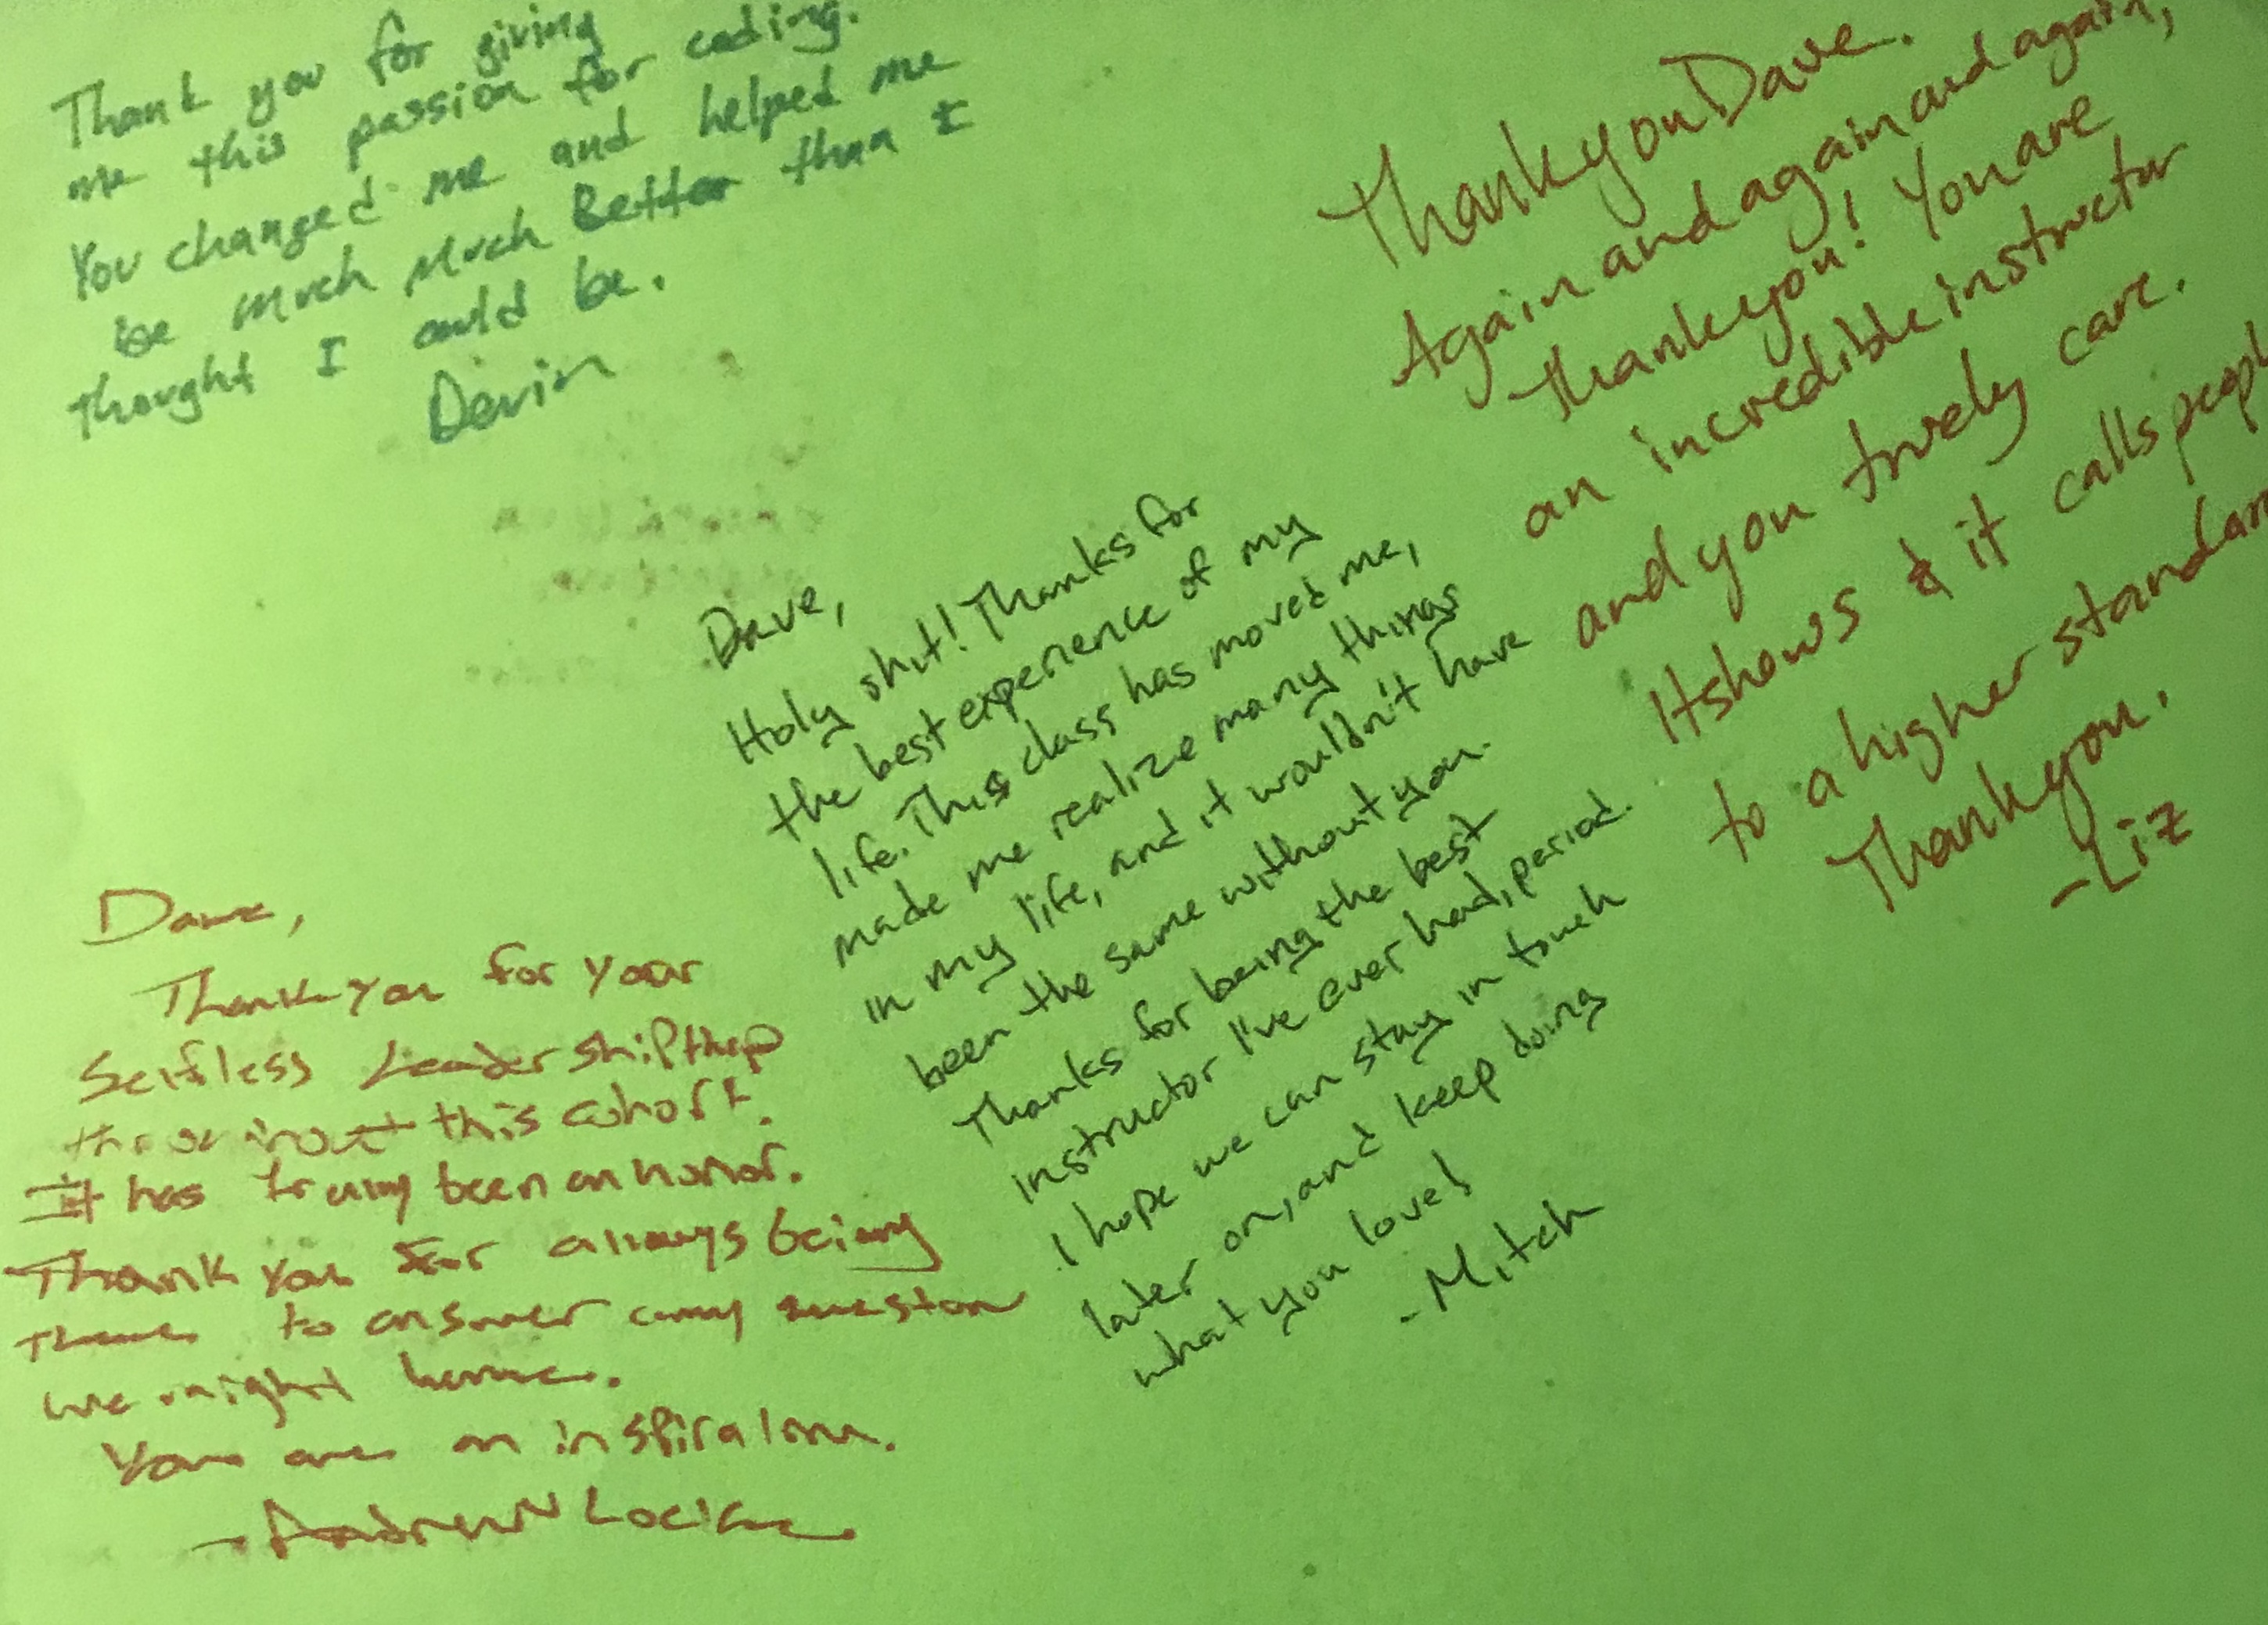 Thank you for giving
me this passion for coding.
You changed me and helped me
be much Much Better than I
thought I could be.
Devin
Thank you Dave.
Again and again and again,
Thank you! You are
an incredible instructor
and you truely care.
It shows & it calls peopl
to a higher standar
Thank you.
-Liz
Dave,
Holy shit! Thanks for
the best experience of my
life. This class has moved me,
made me realize many things
in my life, and it wouldn't have
been the same without you.
Thanks for being the best
instructor I've ever had, period.
I hope we can stay in touch
later on, and keep doing
what you love!
-Mitch
Dave,
Thank you for your
Selfless Leadership
this cohort.
It has truly been an honor.
Thank you for always being
there to answer any question
we might have.
You are an inspiration.
-Andrew Locke